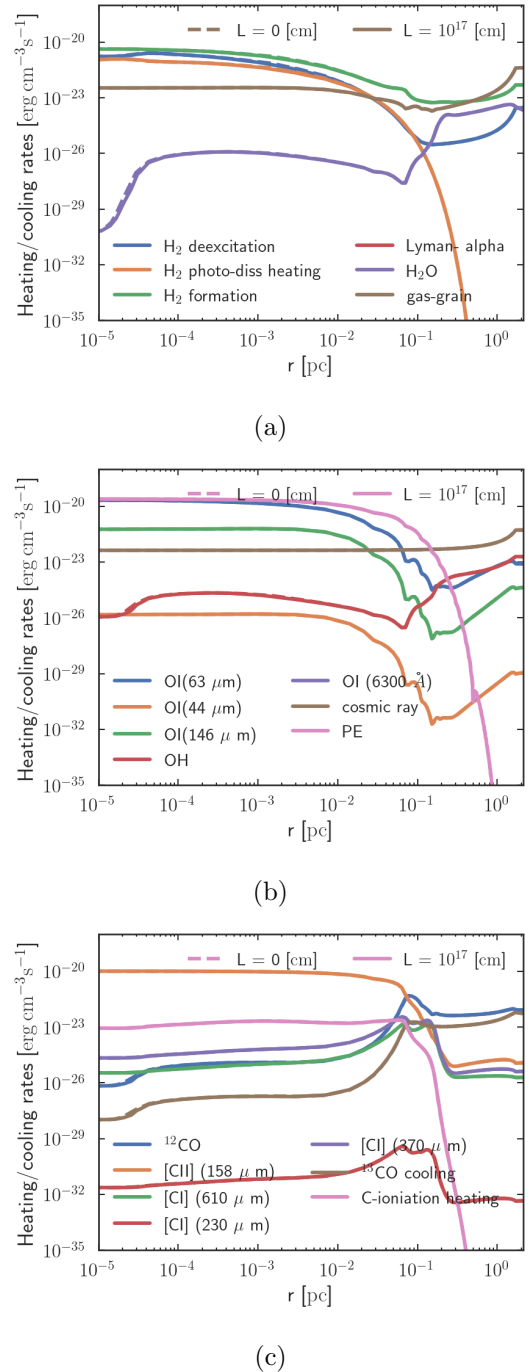 L = 0 [cm] L = 10^17 [cm]
Heating/cooling rates [erg cm^−3 s^−1]
10^−20
10^−23
10^−26
10^−29
10^−32
10^−35
H_2 deexcitation
H_2 photo-diss heating
H_2 formation
Lyman- alpha
H_2O
gas-grain
10^−5 10^−4 10^−3 10^−2 10^−1 10^0
r [pc]
(a)
L = 0 [cm] L = 10^17 [cm]
Heating/cooling rates [erg cm^−3 s^−1]
10^−20
10^−23
10^−26
10^−29
10^−32
10^−35
OI(63 μm)
OI(44 μm)
OI(146 μ m)
OH
OI (6300 Å)
cosmic ray
PE
10^−5 10^−4 10^−3 10^−2 10^−1 10^0
r [pc]
(b)
L = 0 [cm] L = 10^17 [cm]
Heating/cooling rates [erg cm^−3 s^−1]
10^−20
10^−23
10^−26
10^−29
10^−32
10^−35
^12CO
[CII] (158 μ m)
[CI] (610 μ m)
[CI] (230 μ m)
[CI] (370 μ m)
^13CO cooling
C-ioniation heating
10^−5 10^−4 10^−3 10^−2 10^−1 10^0
r [pc]
(c)